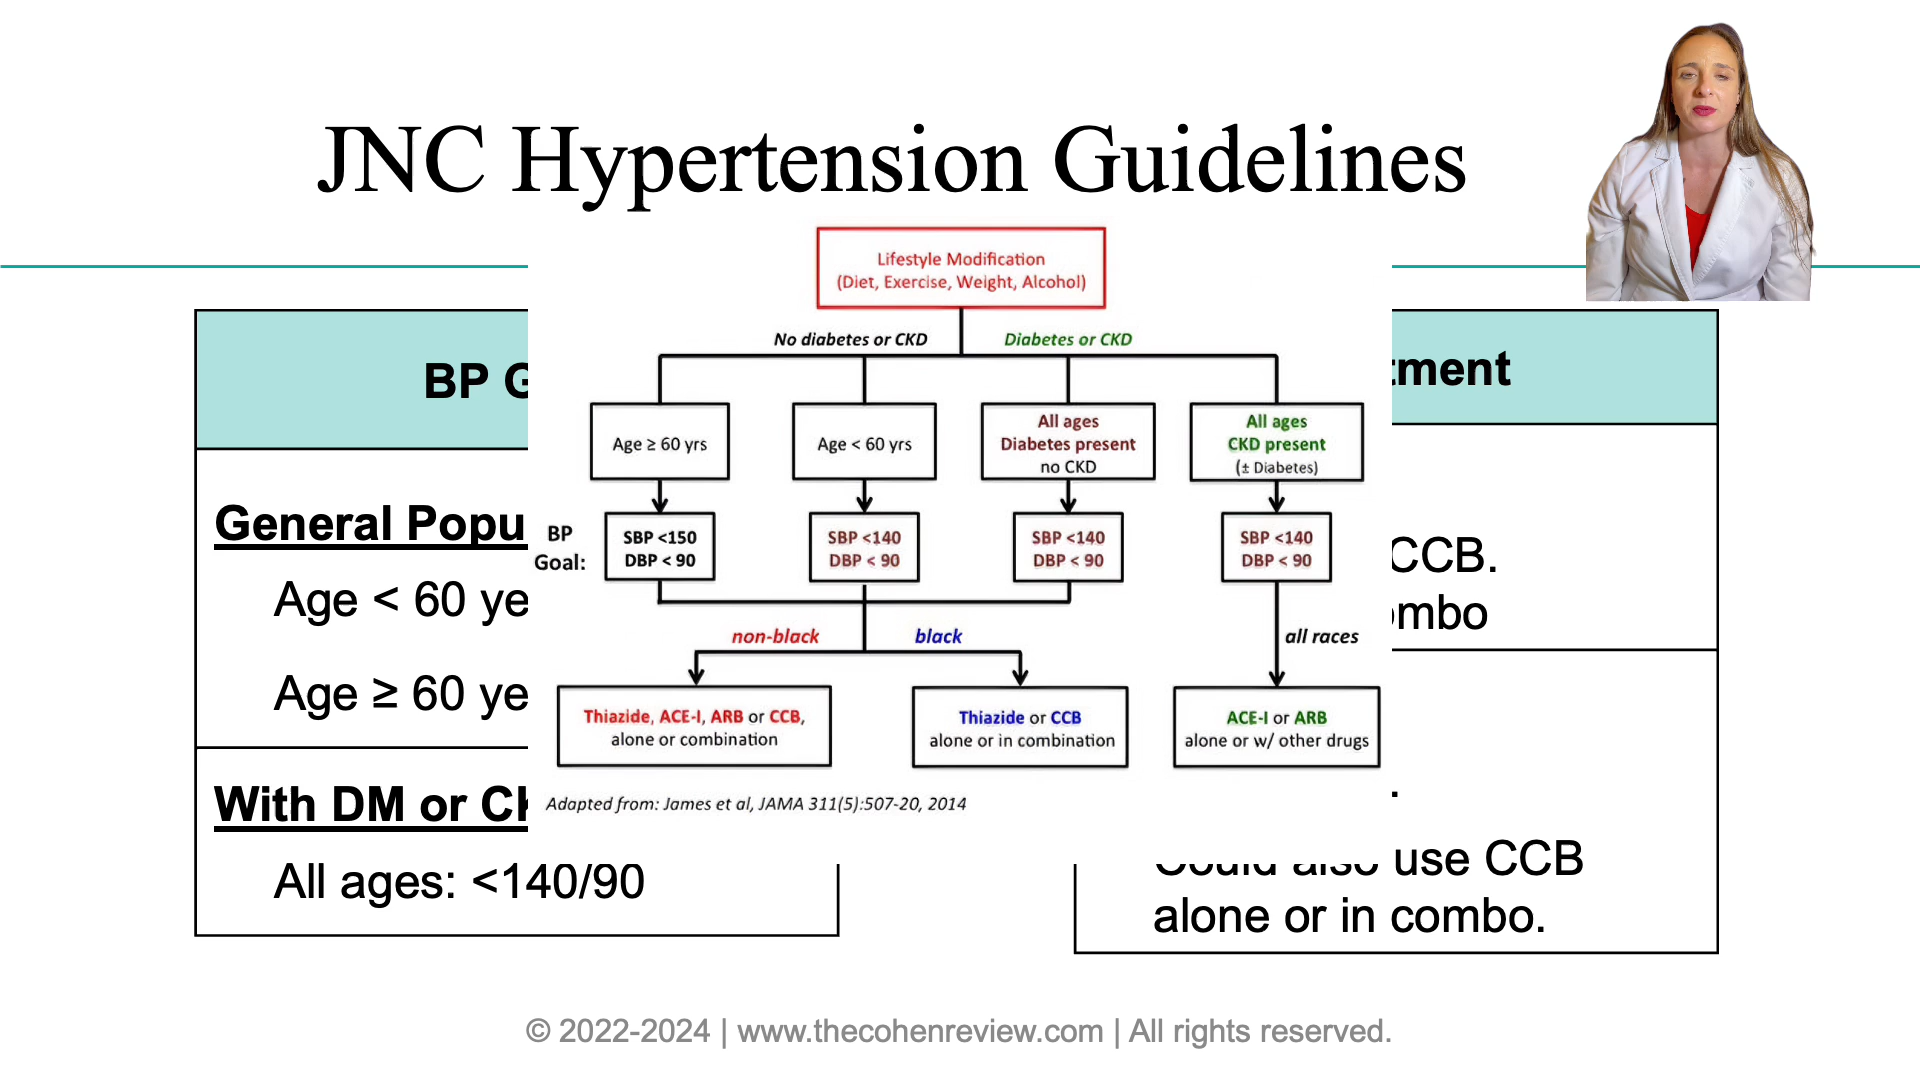 JNC Hypertension Guidelines
Lifestyle Modification
(Diet, Exercise, Weight, Alcohol)
No diabetes or CKD
Diabetes or CKD
Age ≥ 60 yrs
Age < 60 yrs
All ages
Diabetes present
no CKD
All ages
CKD present
(± Diabetes)
BP
Goal:
SBP <150
DBP < 90
SBP <140
DBP < 90
SBP <140
DBP < 90
SBP <140
DBP < 90
non-black
black
all races
Thiazide, ACE-I, ARB or CCB,
alone or combination
Thiazide or CCB
alone or in combination
ACE-I or ARB
alone or w/ other drugs
Adapted from: James et al, JAMA 311(5):507-20, 2014
BP
General
Age < 60
Age ≥ 60
With DM or
All ages: <140/90
CCB.
use CCB
alone or in combo.
© 2022-2024 | www.thecohenreview.com | All rights reserved.